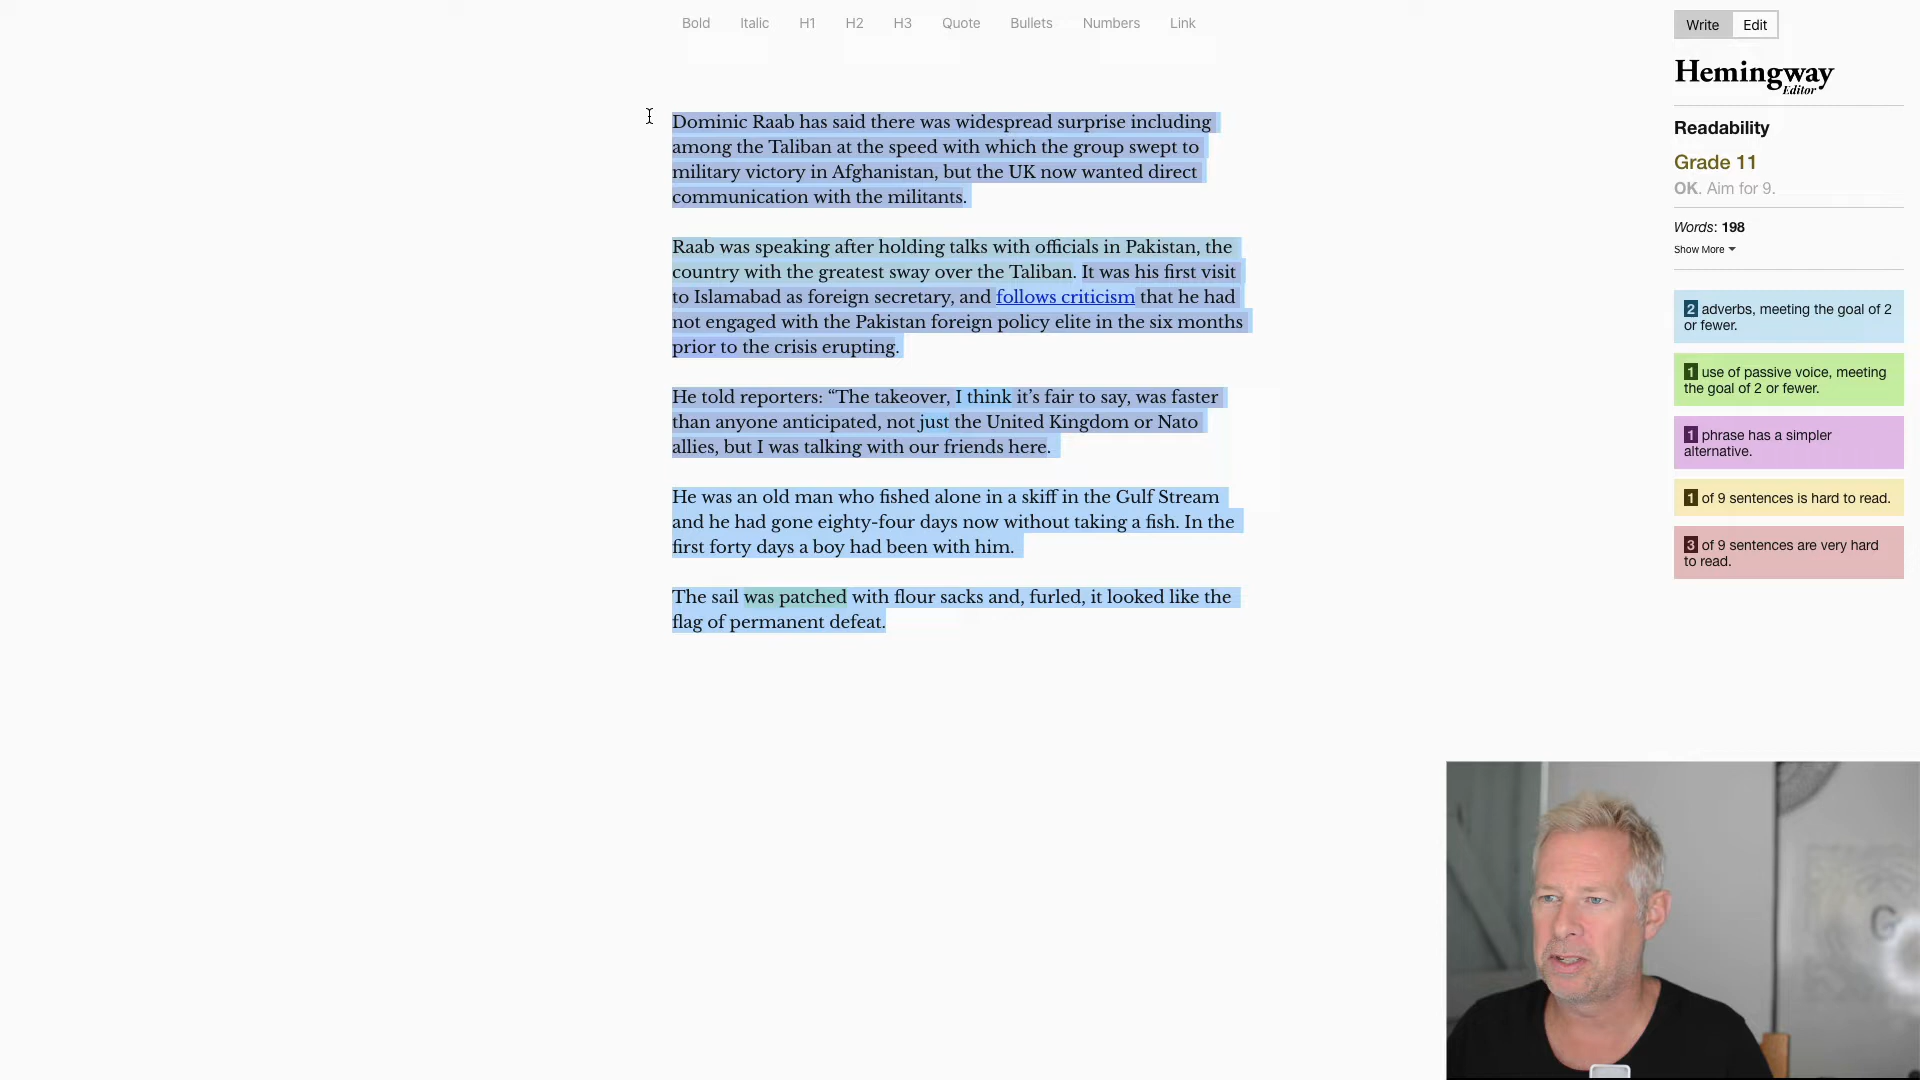 Bold Italic H1 H2 H3 Quote Bullets Numbers Link
Write Edit
Hemingway
Editor
Readability
Grade 11
OK. Aim for 9.
Words: 198
Show More
2 adverbs, meeting the goal of 2
or fewer.
1 use of passive voice, meeting
the goal of 2 or fewer.
1 phrase has a simpler
alternative.
1 of 9 sentences is hard to read.
3 of 9 sentences are very hard
to read.
Dominic Raab has said there was widespread surprise including
among the Taliban at the speed with which the group swept to
military victory in Afghanistan, but the UK now wanted direct
communication with the militants.
Raab was speaking after holding talks with officials in Pakistan, the
country with the greatest sway over the Taliban. It was his first visit
to Islamabad as foreign secretary, and follows criticism that he had
not engaged with the Pakistan foreign policy elite in the six months
prior to the crisis erupting.
He told reporters: “The takeover, I think it’s fair to say, was faster
than anyone anticipated, not just the United Kingdom or Nato
allies, but I was talking with our friends here.
He was an old man who fished alone in a skiff in the Gulf Stream
and he had gone eighty-four days now without taking a fish. In the
first forty days a boy had been with him.
The sail was patched with flour sacks and, furled, it looked like the
flag of permanent defeat.